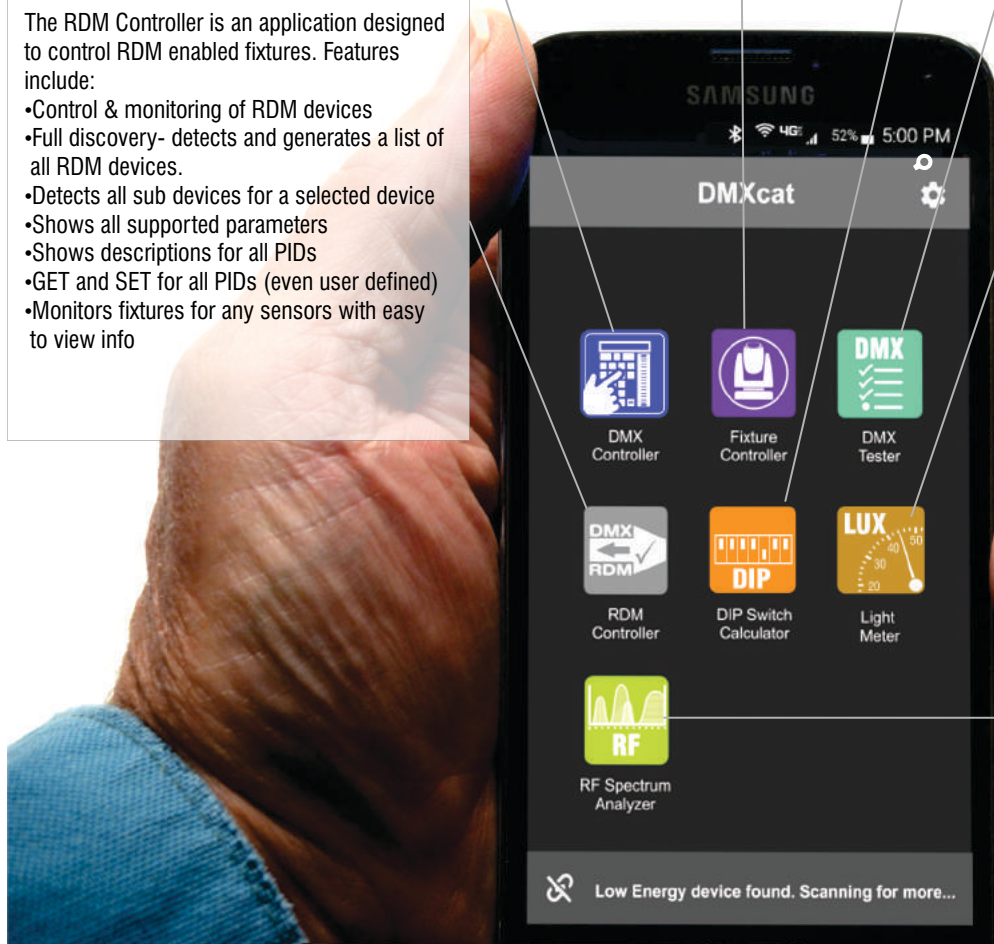 The RDM Controller is an application designed
to control RDM enabled fixtures. Features
include:
•Control & monitoring of RDM devices
•Full discovery- detects and generates a list of
all RDM devices.
•Detects all sub devices for a selected device
•Shows all supported parameters
•Shows descriptions for all PIDs
•GET and SET for all PIDs (even user defined)
•Monitors fixtures for any sensors with easy
to view info
SAMSUNG
4GE 52% 5:00 PM
DMXcat
DMX
Controller
Fixture
Controller
DMX
DMX
Tester
DMX
RDM
RDM
Controller
DIP
DIP Switch
Calculator
LUX
50
40
30
20
Light
Meter
RF
RF Spectrum
Analyzer
Low Energy device found. Scanning for more...